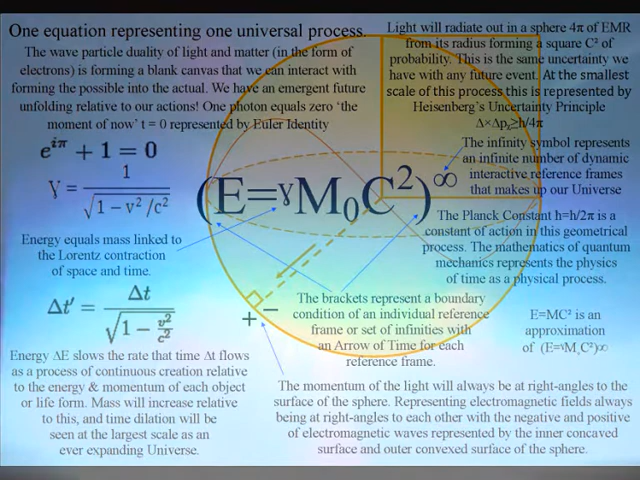 One equation representing one universal process.
The wave particle duality of light and matter (in the form of
electrons) is forming a blank canvas that we can interact with
forming the possible into the actual. We have an emergent future
unfolding relative to our actions! One photon equals zero ‘the
moment of now’ t = 0 represented by Euler Identity
e^iπ + 1 = 0
γ = 1 / √(1 − v²/c²)
Energy equals mass linked to
the Lorentz contraction
of space and time.
Δt′ = Δt / √(1 − v²/c²)
Energy ΔE slows the rate that time Δt flows
as a process of continuous creation relative
to the energy & momentum of each object
or life form. Mass will increase relative
to this, and time dilation will be
seen at the largest scale as an
ever expanding Universe.
(E=ᵞM₀C²)∞
+ −
Light will radiate out in a sphere 4π of EMR
from its radius forming a square C² of
probability. This is the same uncertainty we
have with any future event. At the smallest
scale of this process this is represented by
Heisenberg’s Uncertainty Principle
Δ×Δpₓ≥h/4π
The infinity symbol represents
an infinite number of dynamic
interactive reference frames
that makes up our Universe
The Planck Constant h=h/2π is a
constant of action in this geometrical
process. The mathematics of quantum
mechanics represents the physics
of time as a physical process.
The brackets represent a boundary
condition of an individual reference
frame or set of infinities with
an Arrow of Time for each
reference frame.
E=MC² is an
approximation
of (E=ᵞM˳C²)∞
The momentum of the light will always be at right-angles to the
surface of the sphere. Representing electromagnetic fields always
being at right-angles to each other with the negative and positive
of electromagnetic waves represented by the inner concaved
surface and outer convexed surface of the sphere.